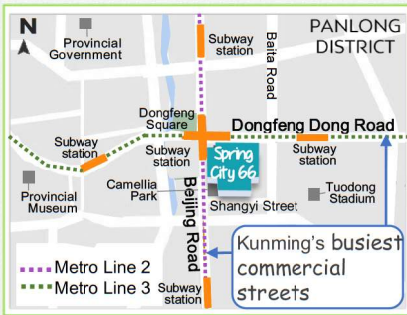 N
PANLONG
DISTRICT
Provincial
Government
Subway
station
Baita Road
Dongfeng
Square
Dongfeng Dong Road
Subway
station
Subway
station
Spring
City 66
Subway
station
Camellia
Park
Beijing Road
Provincial
Museum
Tuodong
Stadium
Shangyi Street
Kunming's busiest
commercial
streets
Metro Line 2
Metro Line 3
Subway
station